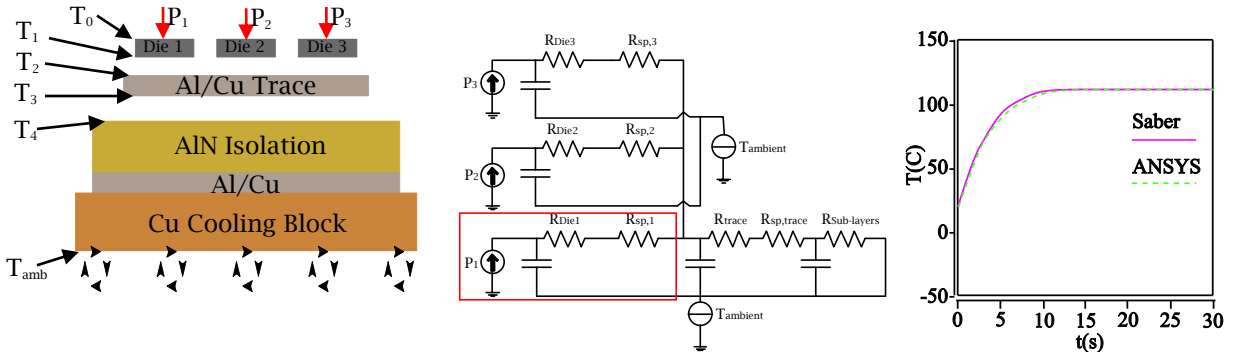 T0
P1
P2
P3
T1
Die 1
Die 2
Die 3
T2
Al/Cu Trace
T3
T4
AlN Isolation
Al/Cu
Cu Cooling Block
Tamb
RDie3
Rsp,3
P3
RDie2
Rsp,2
Tambient
P2
RDie1
Rsp,1
Rtrace
Rsp,trace
RSub-layers
P1
Tambient
150
100
50
0
-50
T(C)
Saber
ANSYS
0
5
10
15
20
25
30
t(s)